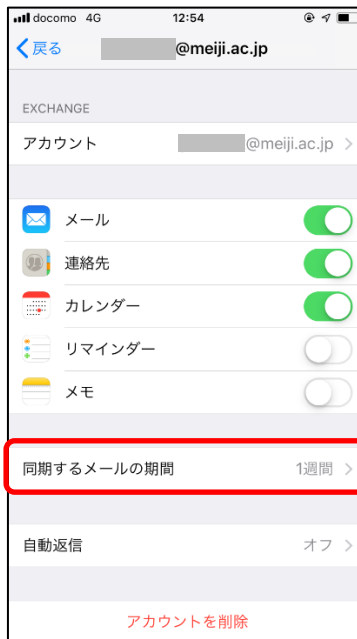 docomo 4G 12:54
戻る @meiji.ac.jp
EXCHANGE
アカウント @meiji.ac.jp
メール
連絡先
カレンダー
リマインダー
メモ
同期するメールの期間 1週間
自動返信 オフ
アカウントを削除